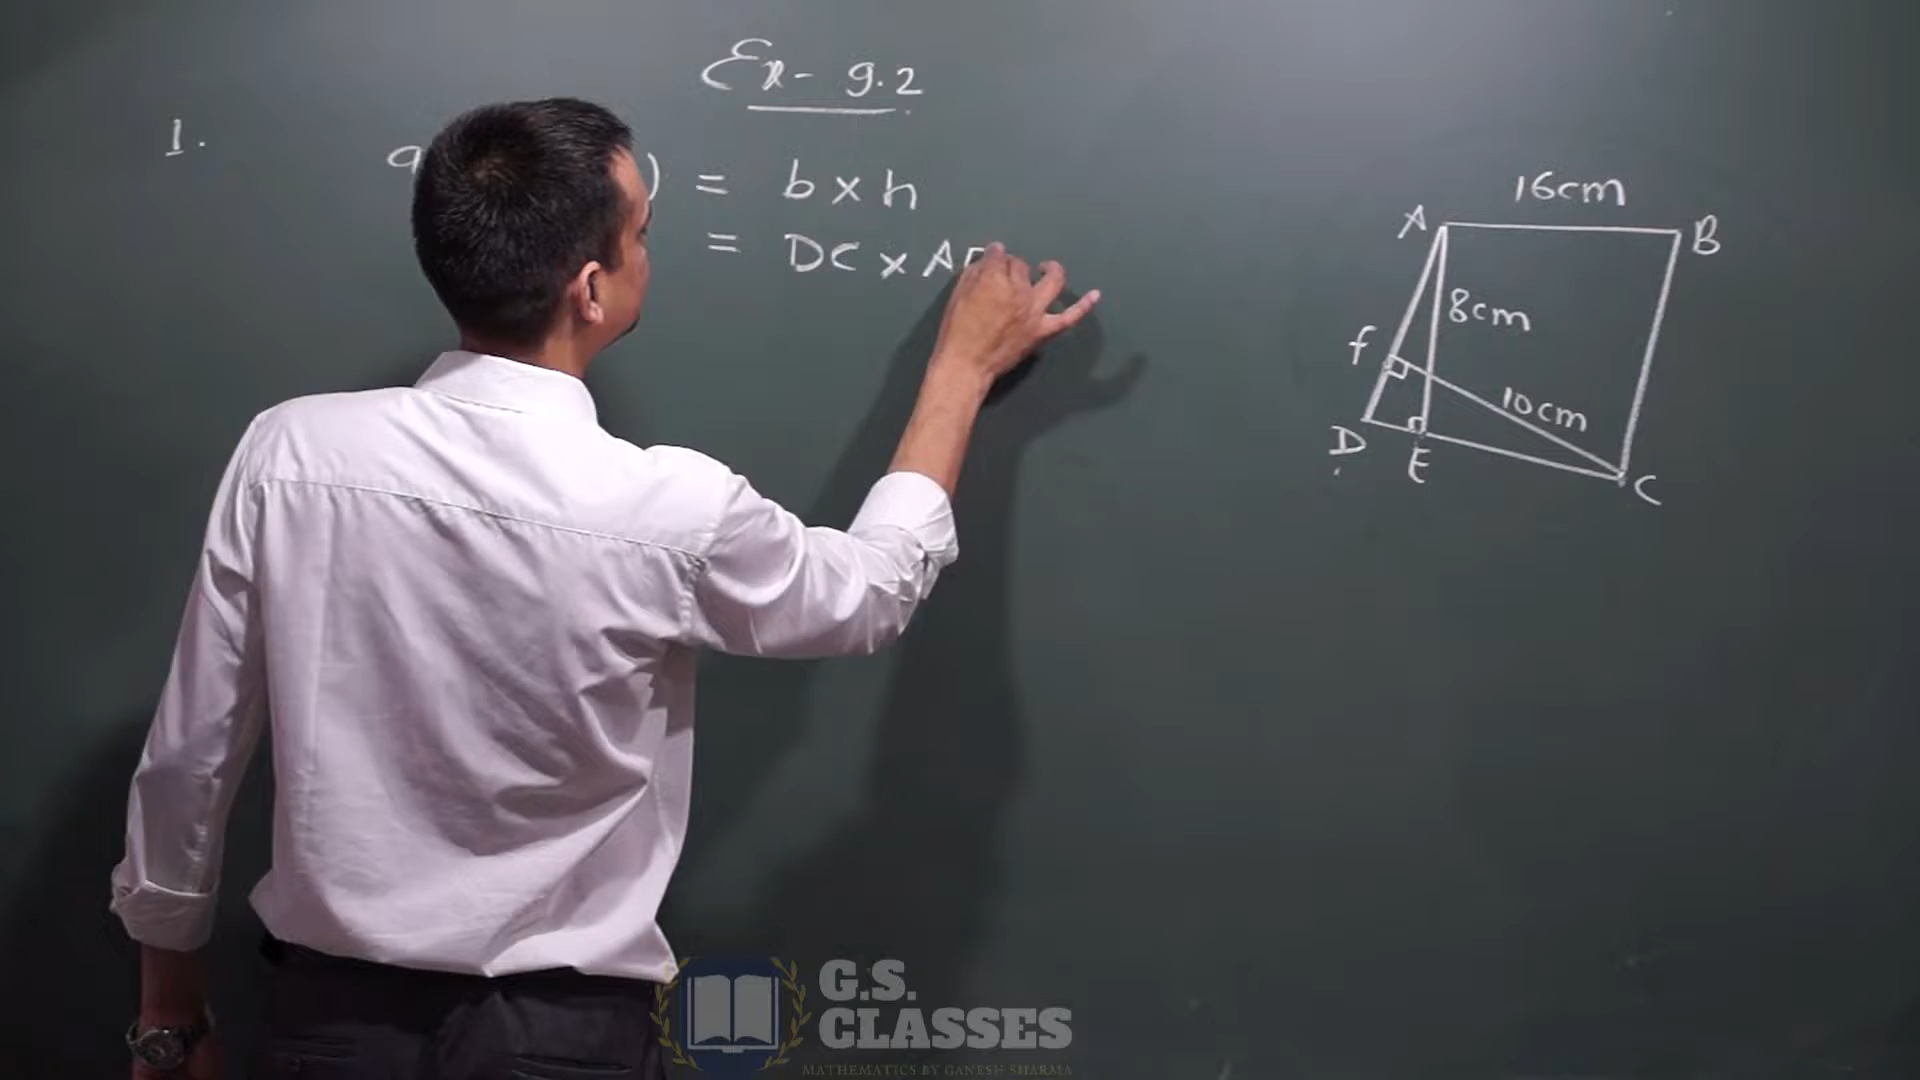 Ex- 9.2
1.
) = b x h
= DC x A
16cm
A
B
8cm
f
10cm
D
E
C
G.S.
CLASSES
MATHEMATICS BY GANESH SHARMA